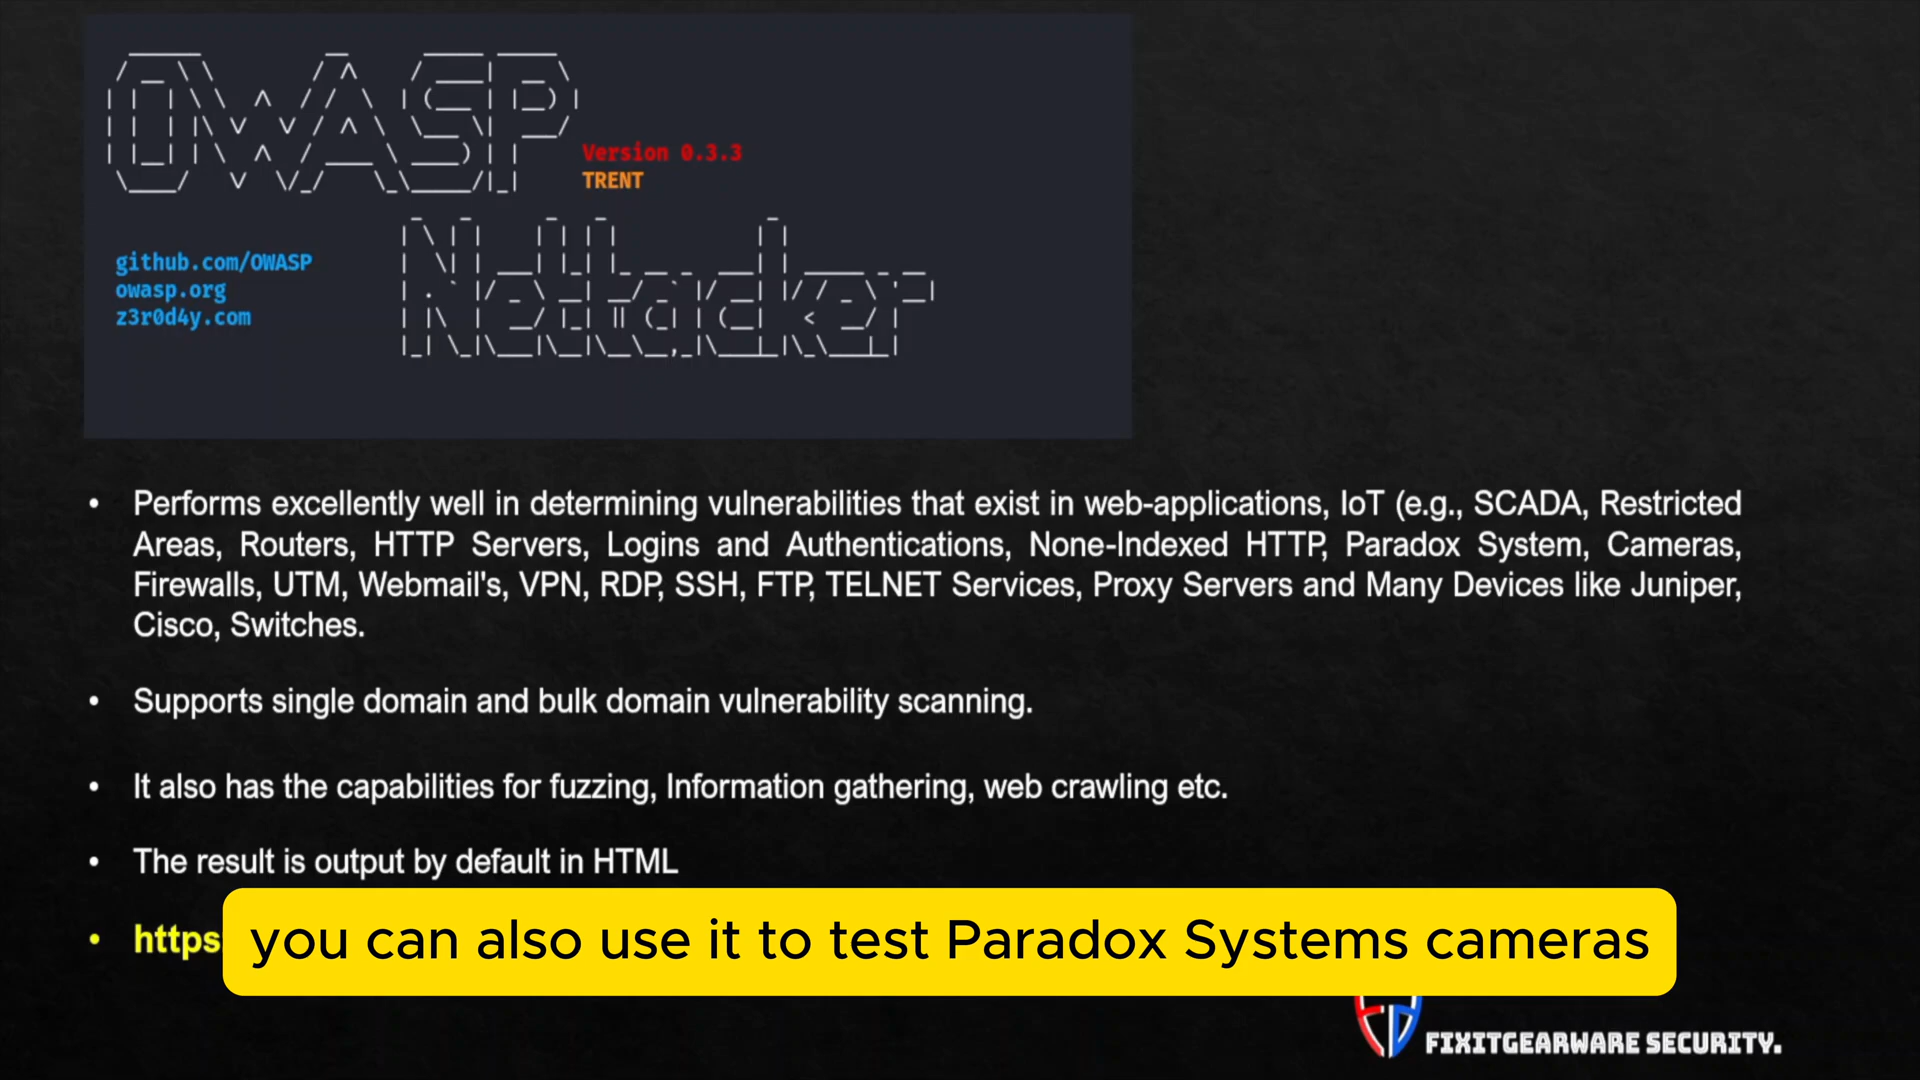 OWASP
Version 0.3.3
TRENT
Nettacker
github.com/OWASP
owasp.org
z3r0d4y.com
• Performs excellently well in determining vulnerabilities that exist in web-applications, IoT (e.g., SCADA, Restricted
Areas, Routers, HTTP Servers, Logins and Authentications, None-Indexed HTTP, Paradox System, Cameras,
Firewalls, UTM, Webmail's, VPN, RDP, SSH, FTP, TELNET Services, Proxy Servers and Many Devices like Juniper,
Cisco, Switches.
• Supports single domain and bulk domain vulnerability scanning.
• It also has the capabilities for fuzzing, Information gathering, web crawling etc.
• The result is output by default in HTML
• https
you can also use it to test Paradox Systems cameras
FIXITGEARWARE SECURITY.